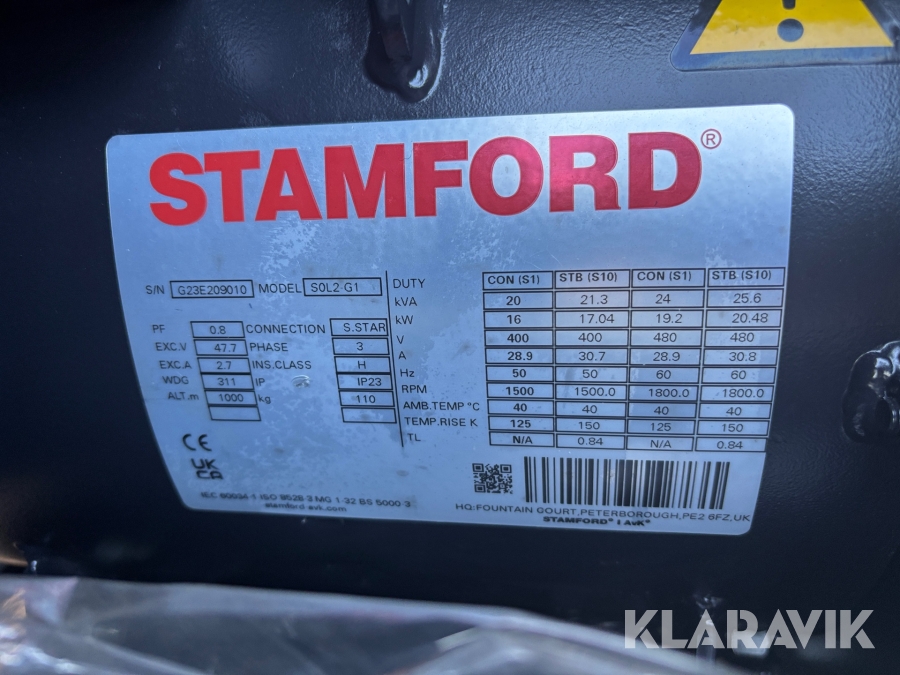 STAMFORD®
S/N G23E209010 MODEL S0L2-G1
PF 0.8 CONNECTION S.STAR
EXC.V 47.7 PHASE 3
EXC.A 2.7 INS.CLASS H
WDG 311 IP IP23
ALT.m 1000 kg 110
DUTY CON (S1) STB (S10) CON (S1) STB (S10)
kVA 20 21.3 24 25.6
kW 16 17.04 19.2 20.48
V 400 400 480 480
A 28.9 30.7 28.9 30.8
Hz 50 50 60 60
RPM 1500 1500.0 1800.0 1800.0
AMB.TEMP °C 40 40 40 40
TEMP.RISE K 125 150 125 150
TL N/A 0.84 N/A 0.84
CE
UK
CA
IEC 60034-1 ISO 8528-3 MG 1-32 BS 5000-3
stamford-avk.com
HQ:FOUNTAIN COURT,PETERBOROUGH,PE2 6FZ,UK
STAMFORD® | AvK®
KLARAVIK